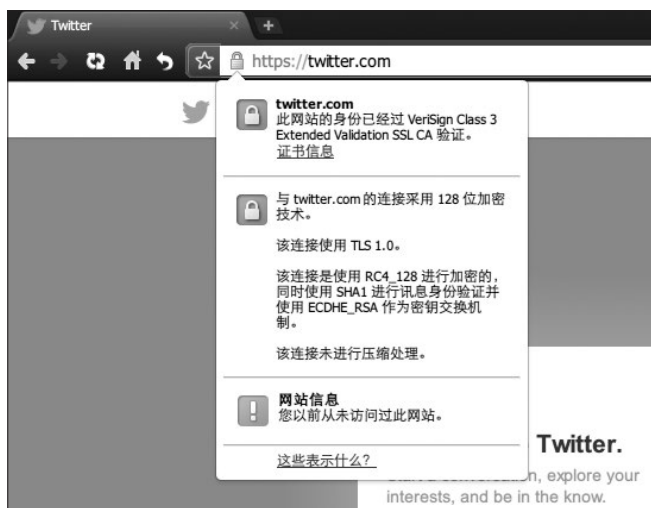 Twitter
https://twitter.com
twitter.com
此网站的身份已经过 VeriSign Class 3
Extended Validation SSL CA 验证。
证书信息
与 twitter.com 的连接采用 128 位加密
技术。
该连接使用 TLS 1.0。
该连接是使用 RC4_128 进行加密的，
同时使用 SHA1 进行讯息身份验证并
使用 ECDHE_RSA 作为密钥交换机
制。
该连接未进行压缩处理。
网站信息
您以前从未访问过此网站。
这些表示什么？
Twitter.
explore your
interests, and be in the know.